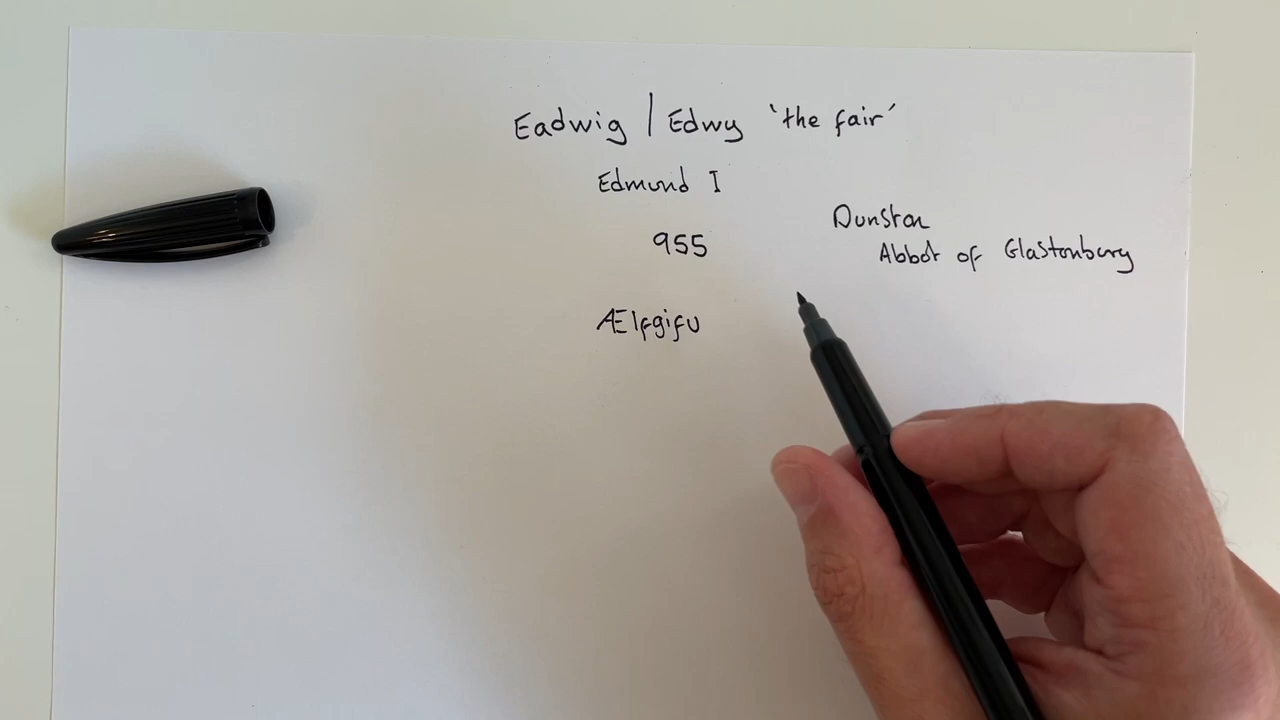 Eadwig | Edwy 'the fair'
Edmund I
955
Dunstan
Abbot of Glastonbury
Ælfgifu